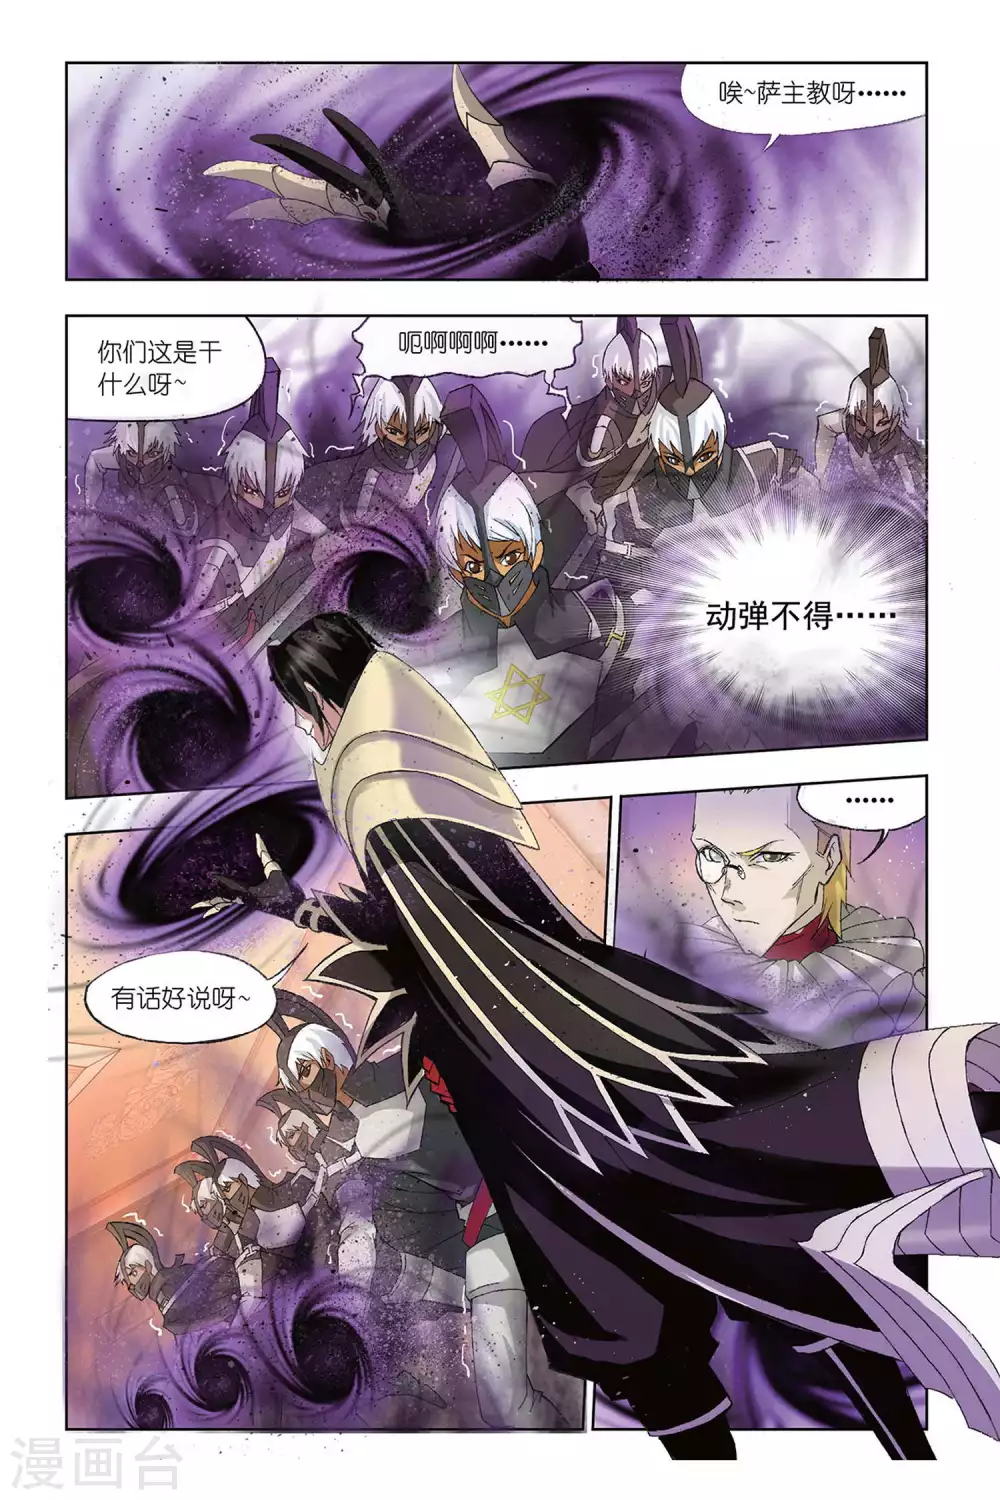 唉~萨主教呀……
你们这是干
什么呀~
呃啊啊啊……
动弹不得……
……
有话好说呀~
漫画台